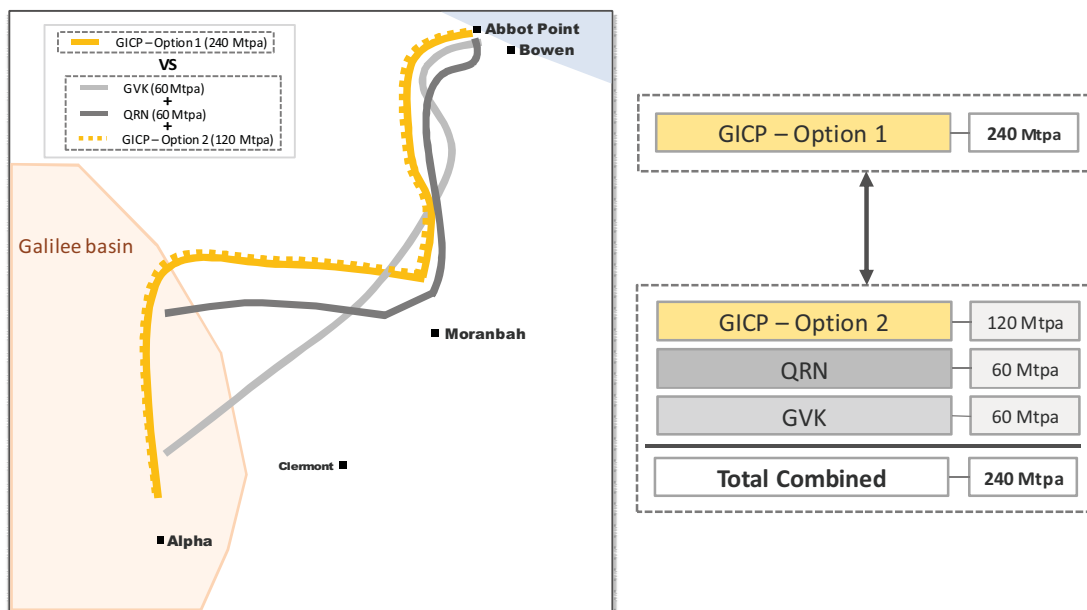 GICP – Option 1 (240 Mtpa)
VS
GVK (60 Mtpa)
+
QRN (60 Mtpa)
+
GICP – Option 2 (120 Mtpa)
Abbot Point
Bowen
Galilee basin
Moranbah
Clermont
Alpha
GICP – Option 1
240 Mtpa
GICP – Option 2
120 Mtpa
QRN
60 Mtpa
GVK
60 Mtpa
Total Combined
240 Mtpa